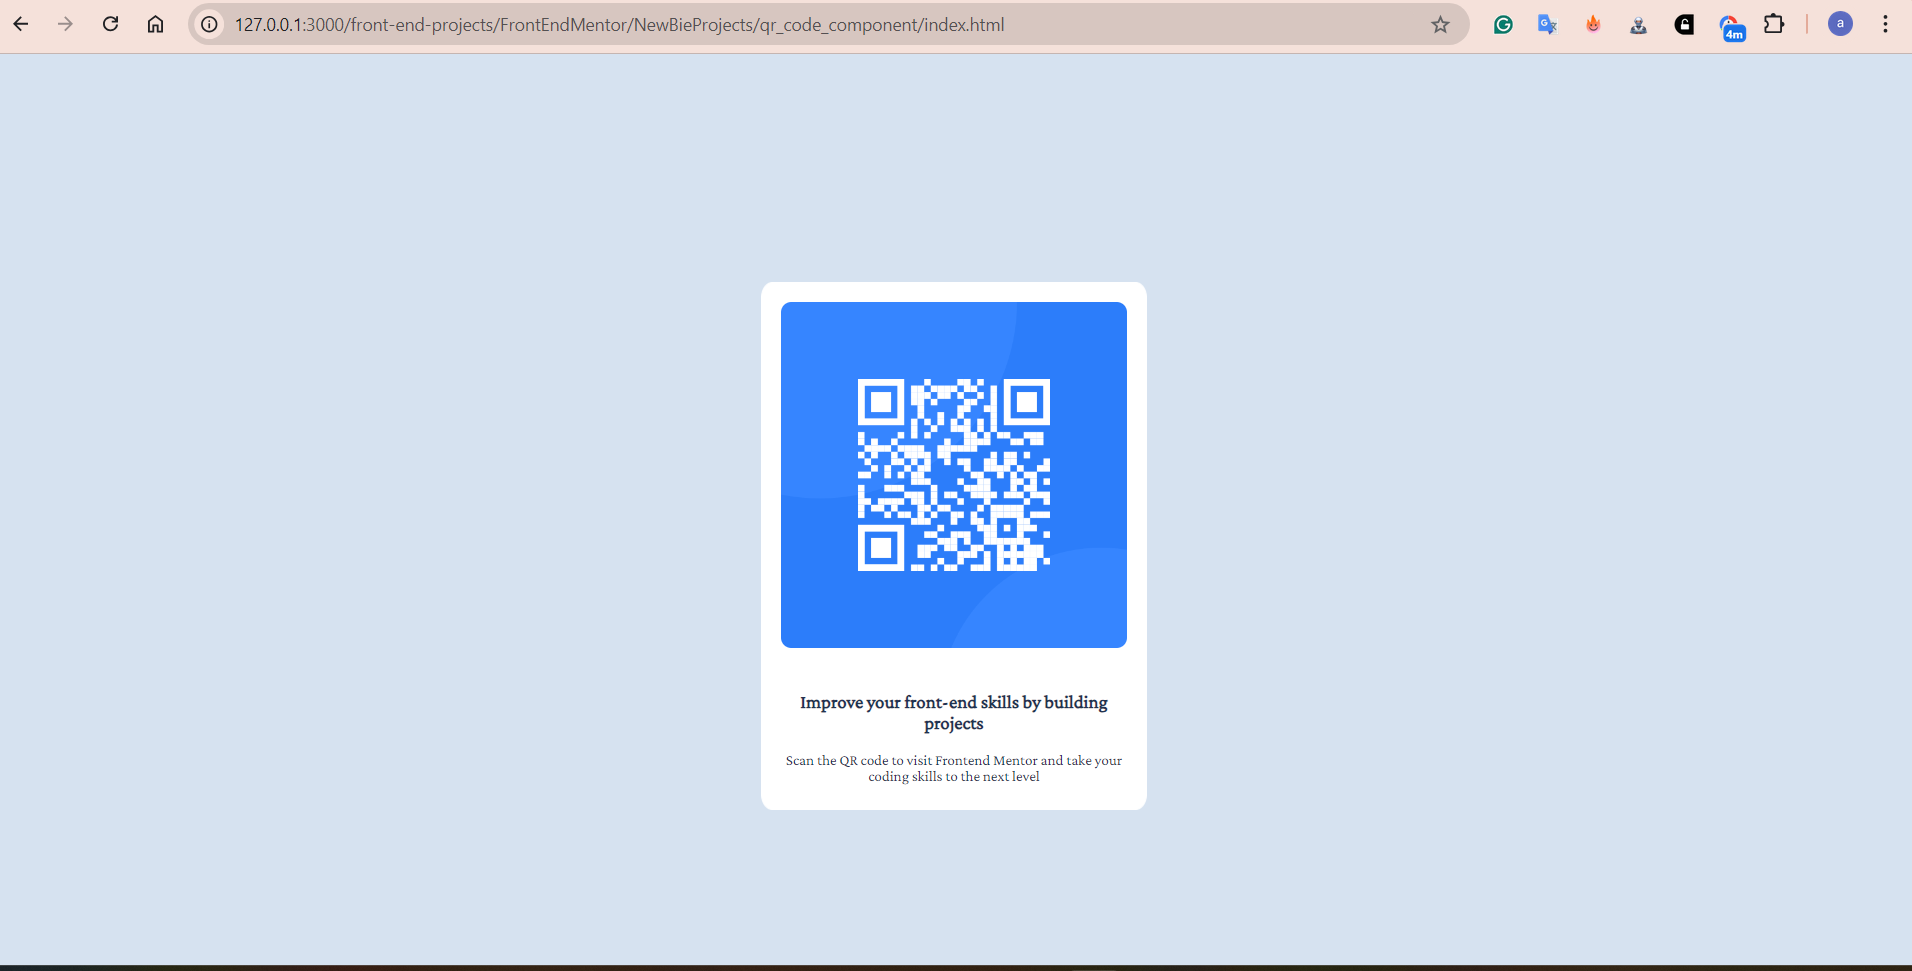 127.0.0.1:3000/front-end-projects/FrontEndMentor/NewBieProjects/qr_code_component/index.html
G
G
4m
a
Improve your front-end skills by building
projects
Scan the QR code to visit Frontend Mentor and take your
coding skills to the next level